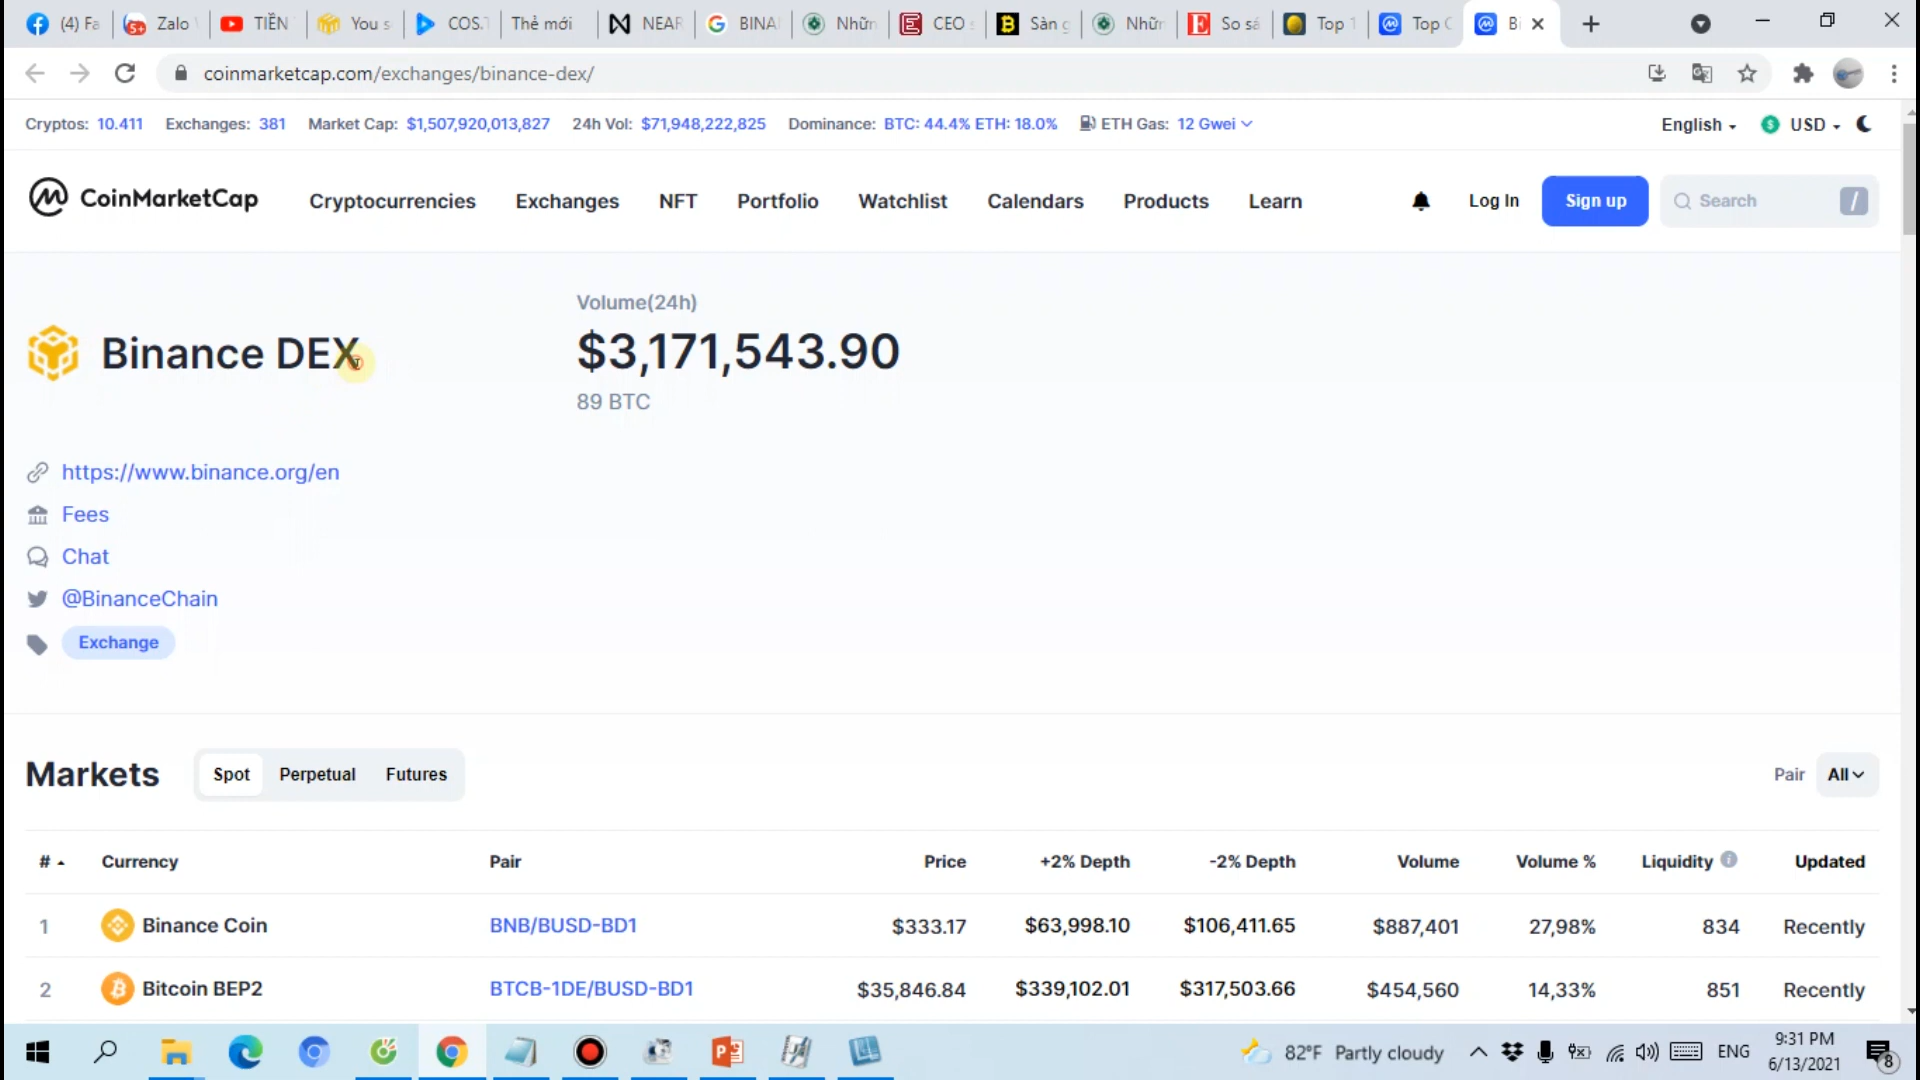 (4) Fa Zalo TIỀN You s COS.T Thẻ mới NEAR BINA Nhữn CEO Sàn g Nhữn So sá Top 1 Top C Bi
coinmarketcap.com/exchanges/binance-dex/
Cryptos: 10.411 Exchanges: 381 Market Cap: $1,507,920,013,827 24h Vol: $71,948,222,825 Dominance: BTC: 44.4% ETH: 18.0% ETH Gas: 12 Gwei English USD
CoinMarketCap Cryptocurrencies Exchanges NFT Portfolio Watchlist Calendars Products Learn Log In Sign up Search /
Volume(24h)
Binance DEX $3,171,543.90
89 BTC
https://www.binance.org/en
Fees
Chat
@BinanceChain
Exchange
Markets Spot Perpetual Futures Pair All
# Currency Pair Price +2% Depth -2% Depth Volume Volume % Liquidity Updated
1 Binance Coin BNB/BUSD-BD1 $333.17 $63,998.10 $106,411.65 $887,401 27,98% 834 Recently
2 Bitcoin BEP2 BTCB-1DE/BUSD-BD1 $35,846.84 $339,102.01 $317,503.66 $454,560 14,33% 851 Recently
82°F Partly cloudy ENG 9:31 PM
6/13/2021 8